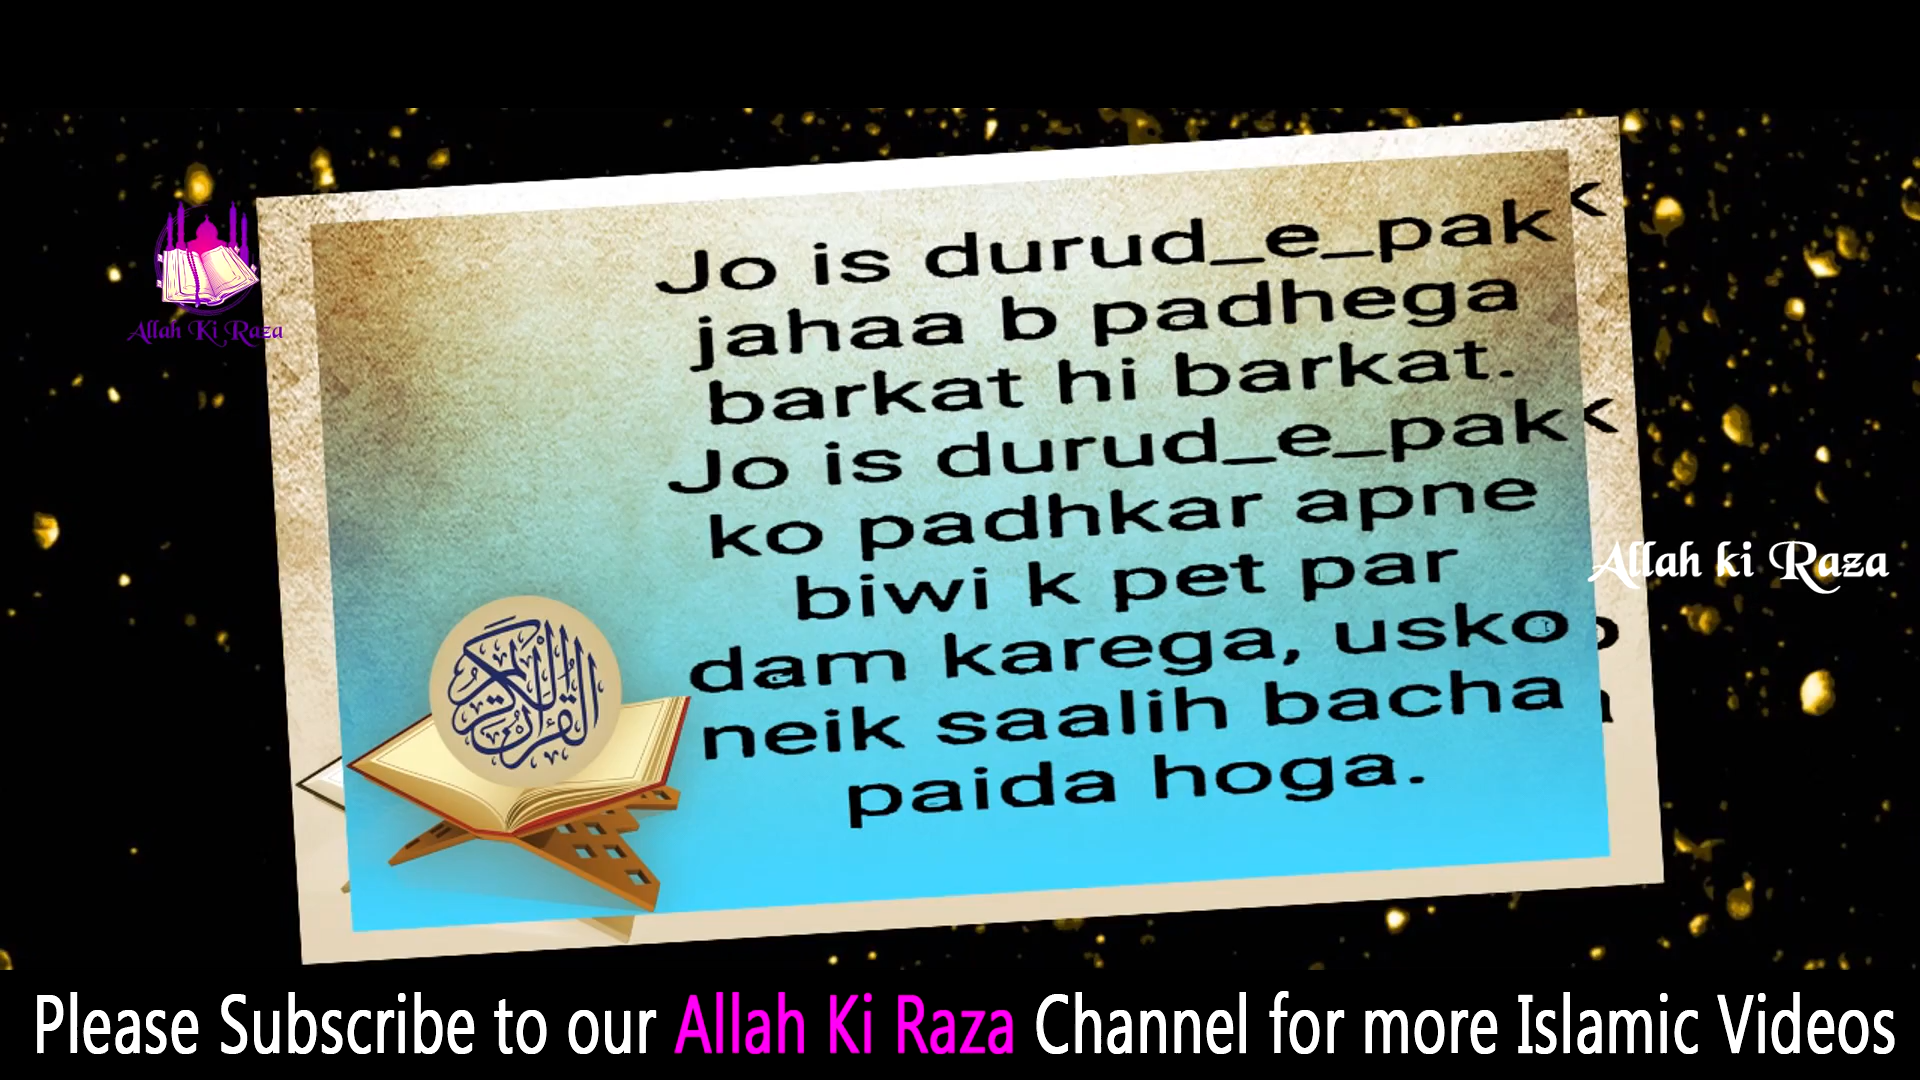 Jo is durud_e_pak
jahaa b padhega
barkat hi barkat.
Jo is durud_e_pak
ko padhkar apne
biwi k pet par
dam karega, usko
neik saalih bacha
paida hoga.
القرآن الكريم
Allah Ki Raza
Allah ki Raza
Please Subscribe to our Allah Ki Raza Channel for more Islamic Videos